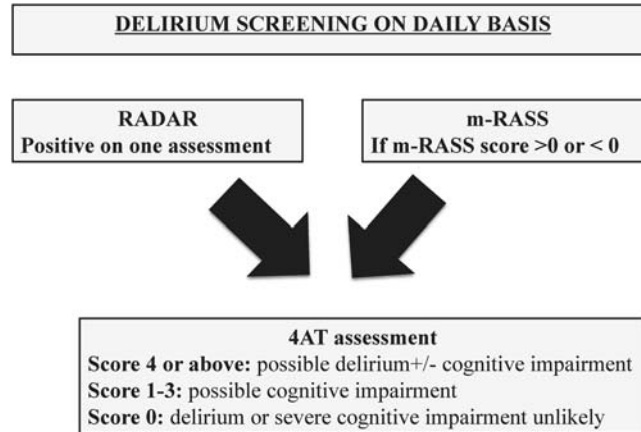 DELIRIUM SCREENING ON DAILY BASIS
RADAR
Positive on one assessment
m-RASS
If m-RASS score >0 or < 0
4AT assessment
Score 4 or above: possible delirium+/- cognitive impairment
Score 1-3: possible cognitive impairment
Score 0: delirium or severe cognitive impairment unlikely